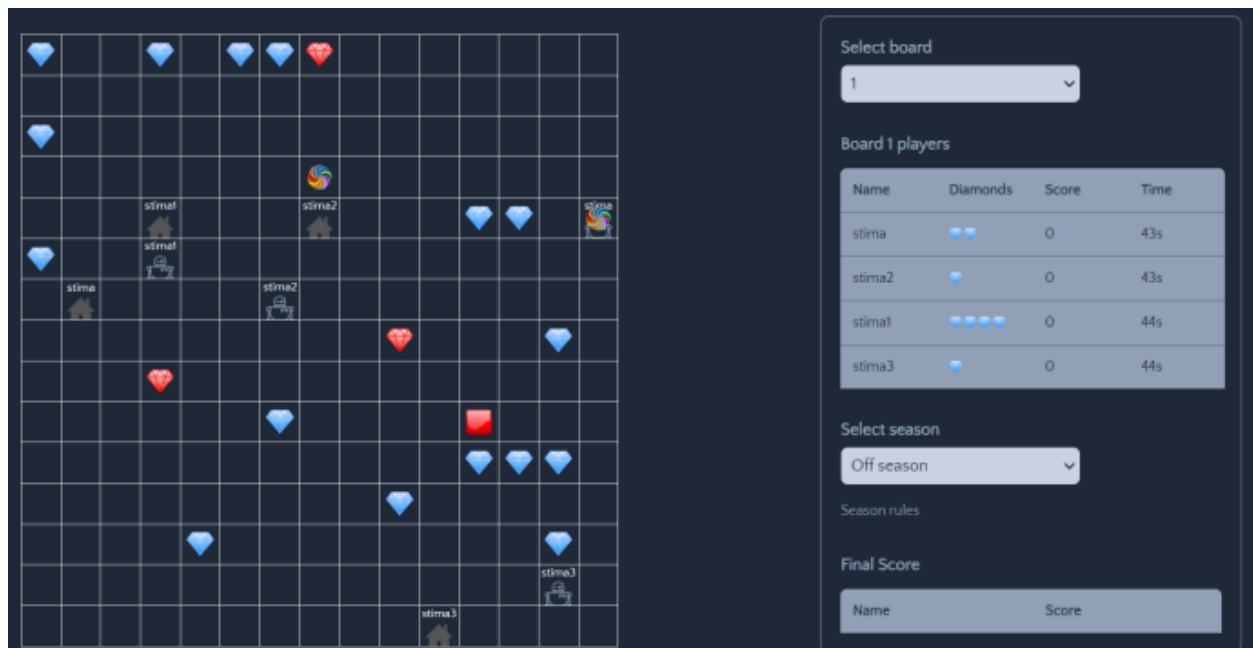 stima1
stima2
stima
stima1
stima
stima2
stima3
stima3
Select board
1
Board 1 players
Name Diamonds Score Time
stima 0 43s
stima2 0 43s
stima1 0 44s
stima3 0 44s
Select season
Off season
Season rules
Final Score
Name Score